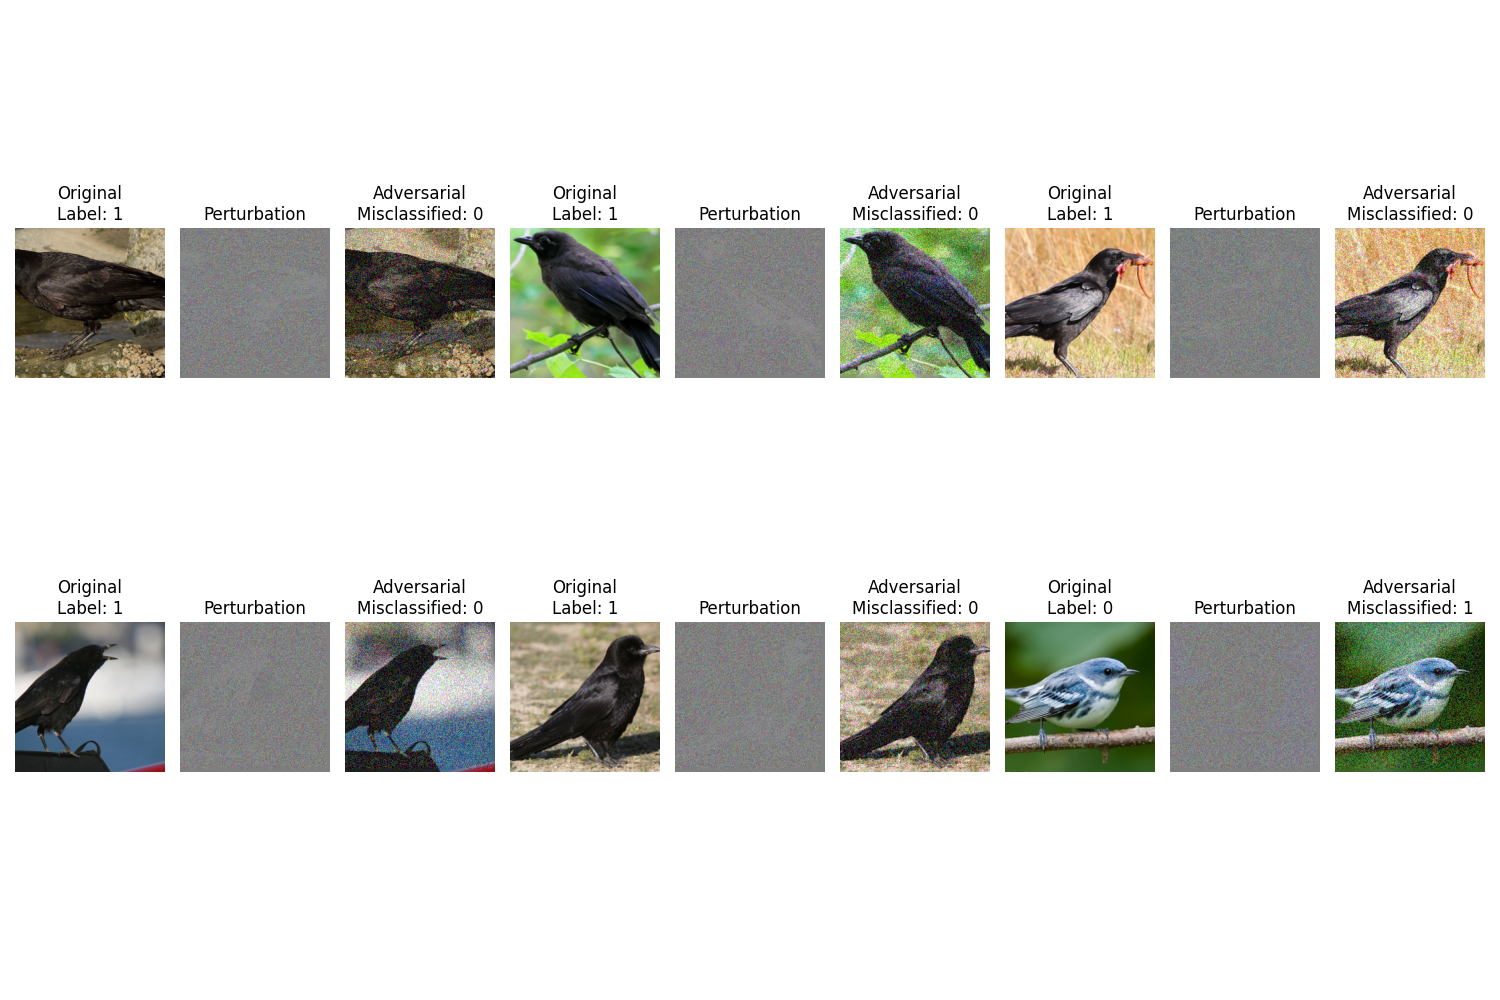 Original
Label: 1
Perturbation
Adversarial
Misclassified: 0
Original
Label: 1
Perturbation
Adversarial
Misclassified: 0
Original
Label: 1
Perturbation
Adversarial
Misclassified: 0
Original
Label: 1
Perturbation
Adversarial
Misclassified: 0
Original
Label: 1
Perturbation
Adversarial
Misclassified: 0
Original
Label: 0
Perturbation
Adversarial
Misclassified: 1